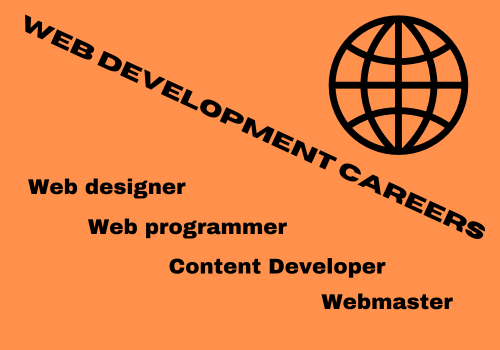 WEB DEVELOPMENT CAREERS
Web designer
Web programmer
Content Developer
Webmaster